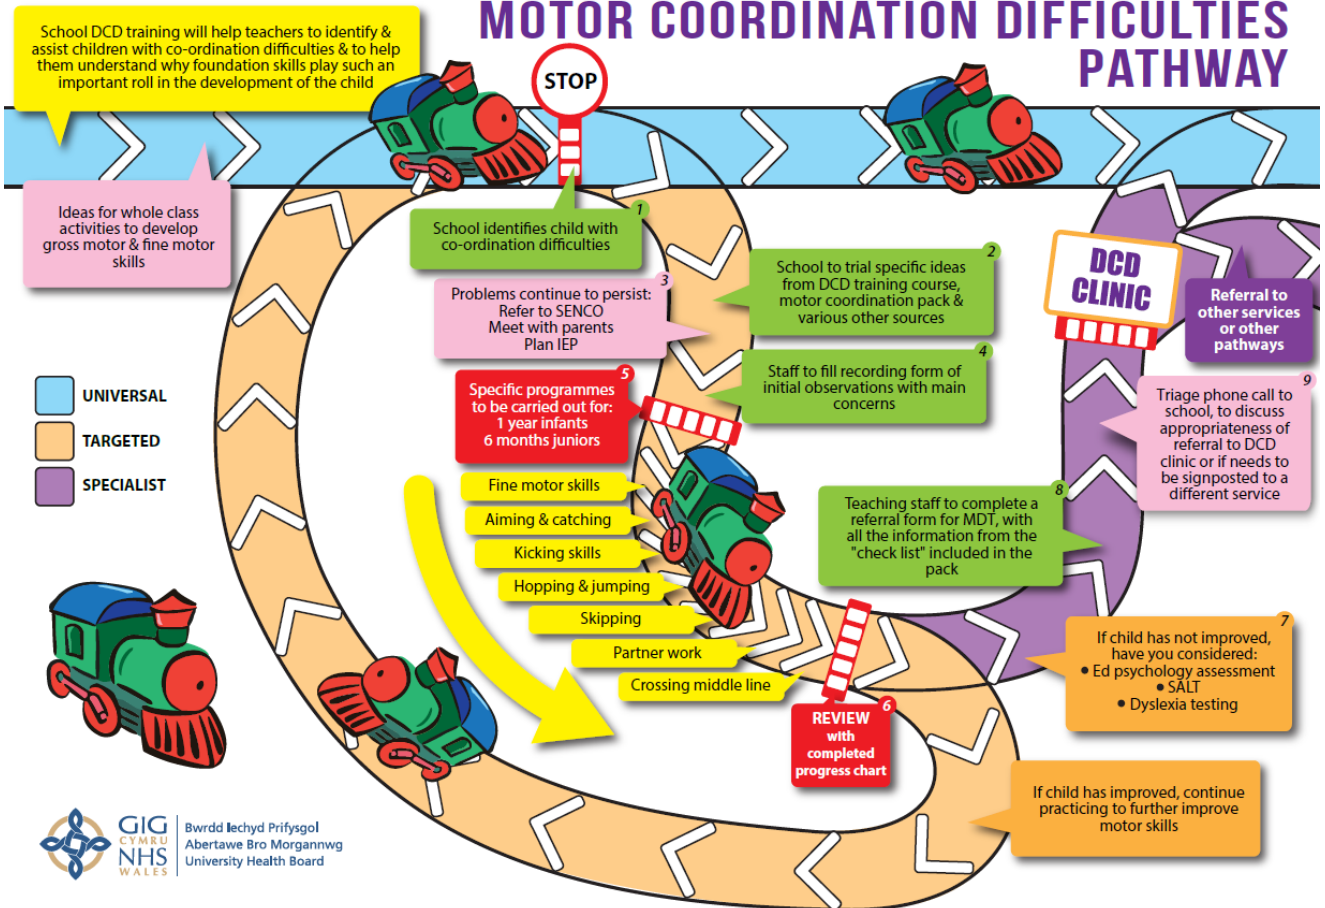 MOTOR COORDINATION DIFFICULTIES
PATHWAY
School DCD training will help teachers to identify &
assist children with co-ordination difficulties & to help
them understand why foundation skills play such an
important roll in the development of the child
STOP
Ideas for whole class
activities to develop
gross motor & fine motor
skills
1
School identifies child with
co-ordination difficulties
2
School to trial specific ideas
from DCD training course,
motor coordination pack &
various other sources
3
Problems continue to persist:
Refer to SENCO
Meet with parents
Plan IEP
4
Staff to fill recording form of
initial observations with main
concerns
5
Specific programmes
to be carried out for:
1 year infants
6 months juniors
Fine motor skills
Aiming & catching
Kicking skills
Hopping & jumping
Skipping
Partner work
Crossing middle line
6
REVIEW
with
completed
progress chart
7
If child has not improved,
have you considered:
• Ed psychology assessment
• SALT
• Dyslexia testing
If child has improved, continue
practicing to further improve
motor skills
8
Teaching staff to complete a
referral form for MDT, with
all the information from the
"check list" included in the
pack
9
Triage phone call to
school, to discuss
appropriateness of
referral to DCD
clinic or if needs to
be signposted to a
different service
DCD
CLINIC
Referral to
other services
or other
pathways
UNIVERSAL
TARGETED
SPECIALIST
GIG
CYMRU
NHS
WALES
Bwrdd Iechyd Prifysgol
Abertawe Bro Morgannwg
University Health Board